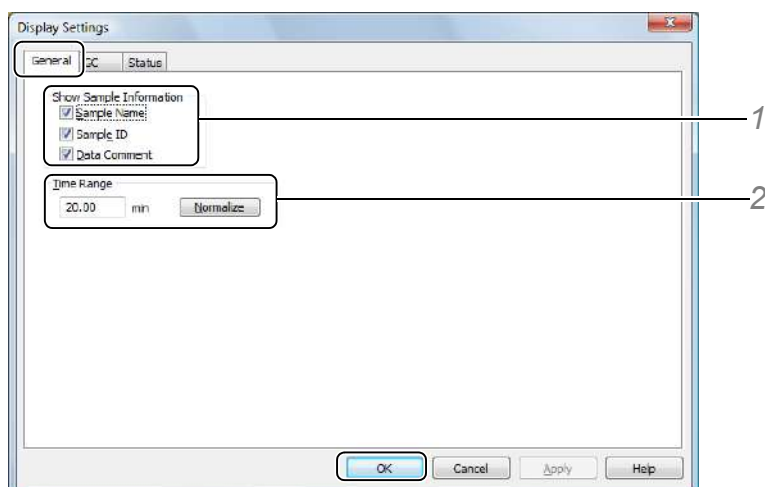 Display Settings
General GC Status
Show Sample Information
Sample Name
1
Sample ID
Data Comment
Time Range
20.00 min Normalize
2
OK Cancel Apply Help